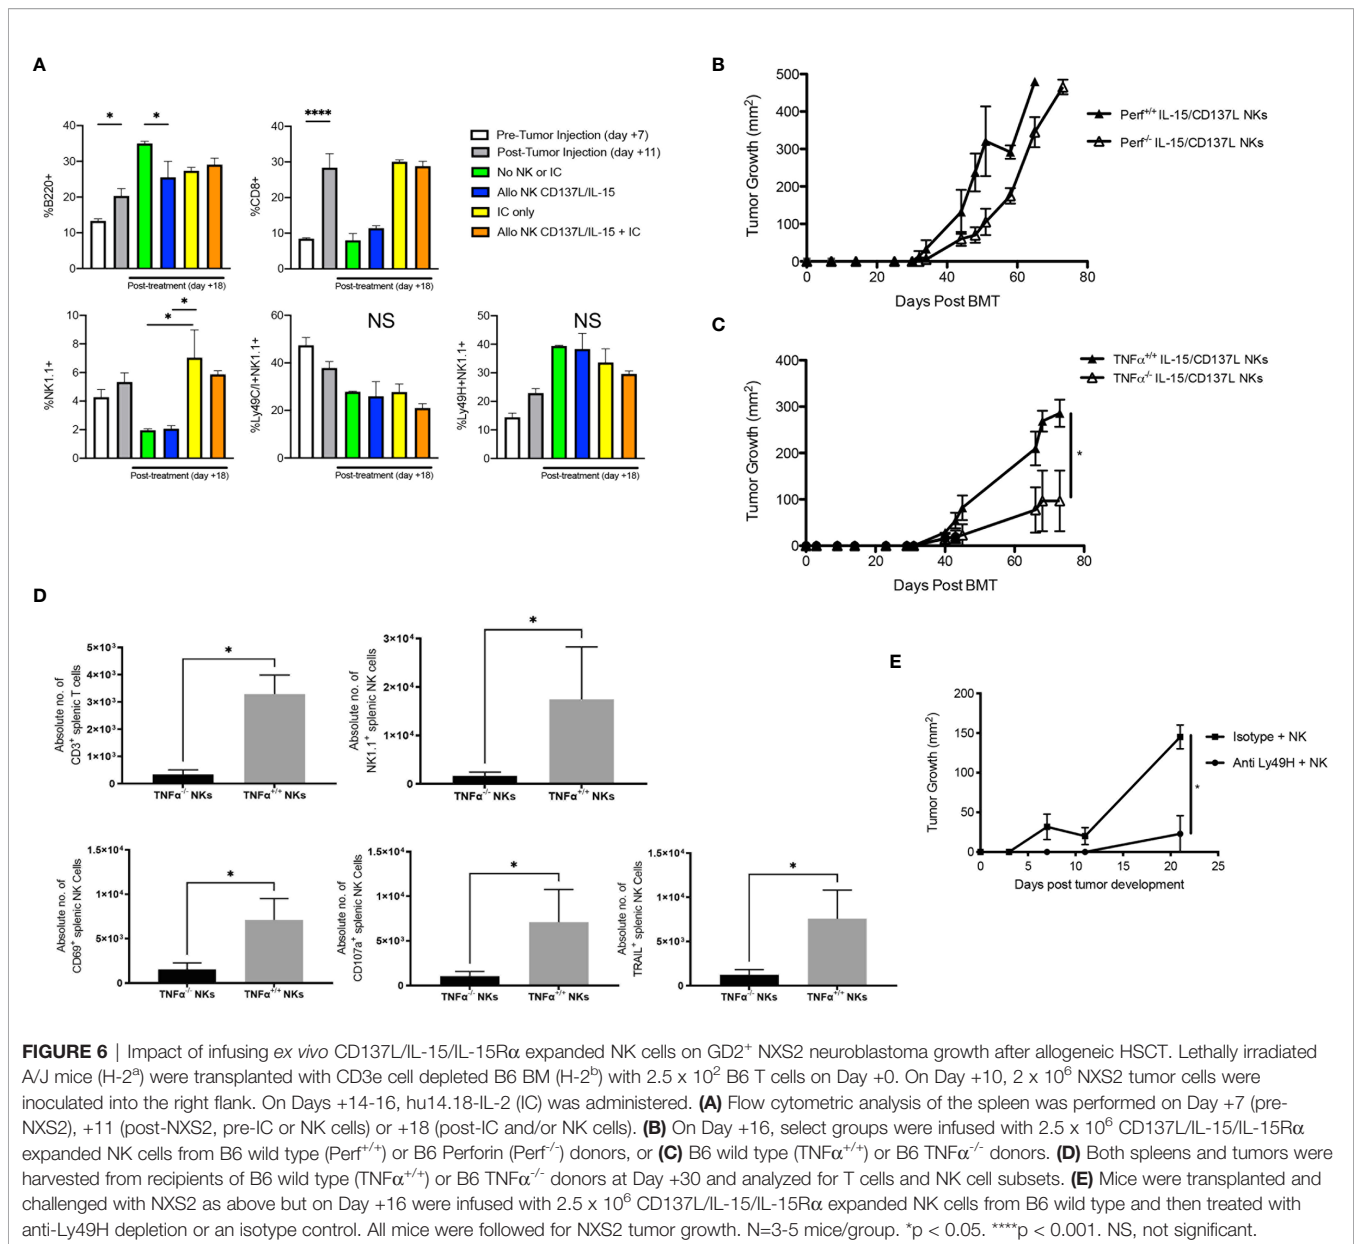 A
40
30
20
10
0
%B220+
*
*
Post-treatment (day +18)
40
30
20
10
0
%CD8+
****
Post-treatment (day +18)
Pre-Tumor Injection (day +7)
Post-Tumor Injection (day +11)
No NK or IC
Allo NK CD137L/IL-15
IC only
Allo NK CD137L/IL-15 + IC
10
8
6
4
2
0
%NK1.1+
*
*
Post-treatment (day +18)
60
40
20
0
%Ly49C/I+NK1.1+
NS
Post-treatment (day +18)
50
40
30
20
10
0
%Ly49H+NK1.1+
NS
Post-treatment (day +18)
B
500
400
300
200
100
0
Tumor Growth (mm²)
0 20 40 60 80
Days Post BMT
Perf⁺/⁺ IL-15/CD137L NKs
Perf⁻/⁻ IL-15/CD137L NKs
C
400
300
200
100
0
Tumor Growth (mm²)
0 20 40 60 80
Days Post BMT
TNFα⁺/⁺ IL-15/CD137L NKs
TNFα⁻/⁻ IL-15/CD137L NKs
*
D
5×10³
4×10³
3×10³
2×10³
1×10³
0
Absolute no. of
CD3⁺ splenic T cells
*
TNFα⁻/⁻ NKs TNFα⁺/⁺ NKs
3×10⁴
2×10⁴
1×10⁴
0
Absolute no. of
NK1.1⁺ splenic NK cells
*
TNFα⁻/⁻ NKs TNFα⁺/⁺ NKs
1.5×10⁴
1×10⁴
5×10³
0
Absolute no. of
CD69⁺ splenic NK Cells
*
TNFα⁻/⁻ NKs TNFα⁺/⁺ NKs
1.5×10⁴
1×10⁴
5×10³
0
Absolute no. of
CD107a⁺ splenic NK Cells
*
TNFα⁻/⁻ NKs TNFα⁺/⁺ NKs
1.5×10⁴
1×10⁴
5×10³
0
Absolute no. of
TRAIL⁺ splenic NK Cells
*
TNFα⁻/⁻ NKs TNFα⁺/⁺ NKs
E
200
150
100
50
0
Tumor Growth (mm²)
0 5 10 15 20 25
Days post tumor development
Isotype + NK
Anti Ly49H + NK
*
FIGURE 6 | Impact of infusing ex vivo CD137L/IL-15/IL-15Rα expanded NK cells on GD2⁺ NXS2 neuroblastoma growth after allogeneic HSCT. Lethally irradiated
A/J mice (H-2ᵃ) were transplanted with CD3e cell depleted B6 BM (H-2ᵇ) with 2.5 x 10² B6 T cells on Day +0. On Day +10, 2 x 10⁶ NXS2 tumor cells were
inoculated into the right flank. On Days +14-16, hu14.18-IL-2 (IC) was administered. (A) Flow cytometric analysis of the spleen was performed on Day +7 (pre-
NXS2), +11 (post-NXS2, pre-IC or NK cells) or +18 (post-IC and/or NK cells). (B) On Day +16, select groups were infused with 2.5 x 10⁶ CD137L/IL-15/IL-15Rα
expanded NK cells from B6 wild type (Perf⁺/⁺) or B6 Perforin (Perf⁻/⁻) donors, or (C) B6 wild type (TNFα⁺/⁺) or B6 TNFα⁻/⁻ donors. (D) Both spleens and tumors were
harvested from recipients of B6 wild type (TNFα⁺/⁺) or B6 TNFα⁻/⁻ donors at Day +30 and analyzed for T cells and NK cell subsets. (E) Mice were transplanted and
challenged with NXS2 as above but on Day +16 were infused with 2.5 x 10⁶ CD137L/IL-15/IL-15Rα expanded NK cells from B6 wild type and then treated with
anti-Ly49H depletion or an isotype control. All mice were followed for NXS2 tumor growth. N=3-5 mice/group. *p < 0.05. ****p < 0.001. NS, not significant.